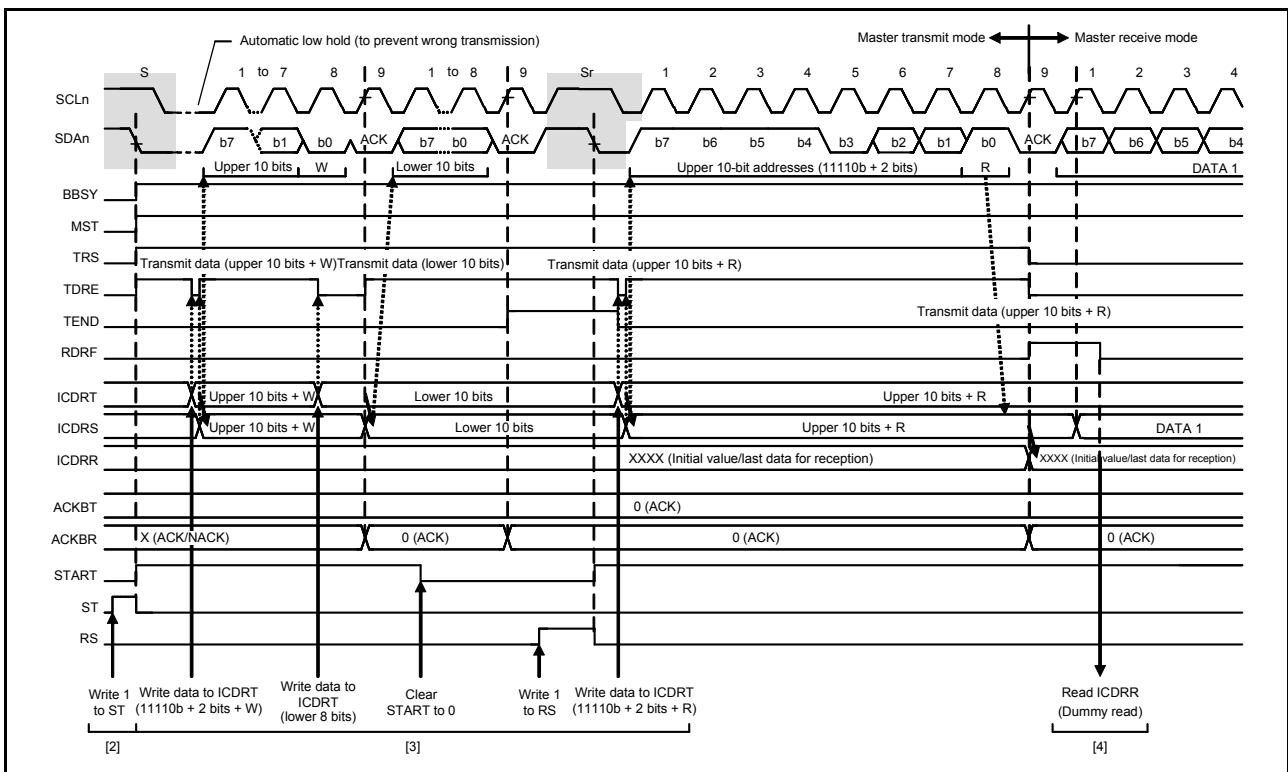 Automatic low hold (to prevent wrong transmission)
Master transmit mode
Master receive mode
S
1 to 7 8 9 1 to 8 9
Sr
1 2 3 4 5 6 7 8 9 1 2 3 4
SCLn
SDAn
b7 b1 b0 ACK b7 b0 ACK b7 b6 b5 b4 b3 b2 b1 b0 ACK b7 b6 b5 b4
Upper 10 bits W Lower 10 bits Upper 10-bit addresses (11110b + 2 bits) R DATA 1
BBSY
MST
TRS
Transmit data (upper 10 bits + W) Transmit data (lower 10 bits) Transmit data (upper 10 bits + R)
TDRE
TEND
Transmit data (upper 10 bits + R)
RDRF
ICDRT Upper 10 bits + W Lower 10 bits Upper 10 bits + R
ICDRS Upper 10 bits + W Lower 10 bits Upper 10 bits + R DATA 1
ICDRR XXXX (Initial value/last data for reception) XXXX (Initial value/last data for reception)
ACKBT 0 (ACK)
ACKBR X (ACK/NACK) 0 (ACK) 0 (ACK) 0 (ACK)
START
ST
RS
Write 1
to ST
Write data to ICDRT
(11110b + 2 bits + W)
Write data to
ICDRT
(lower 8 bits)
Clear
START to 0
Write 1
to RS
Write data to ICDRT
(11110b + 2 bits + R)
Read ICDRR
(Dummy read)
[2] [3] [4]